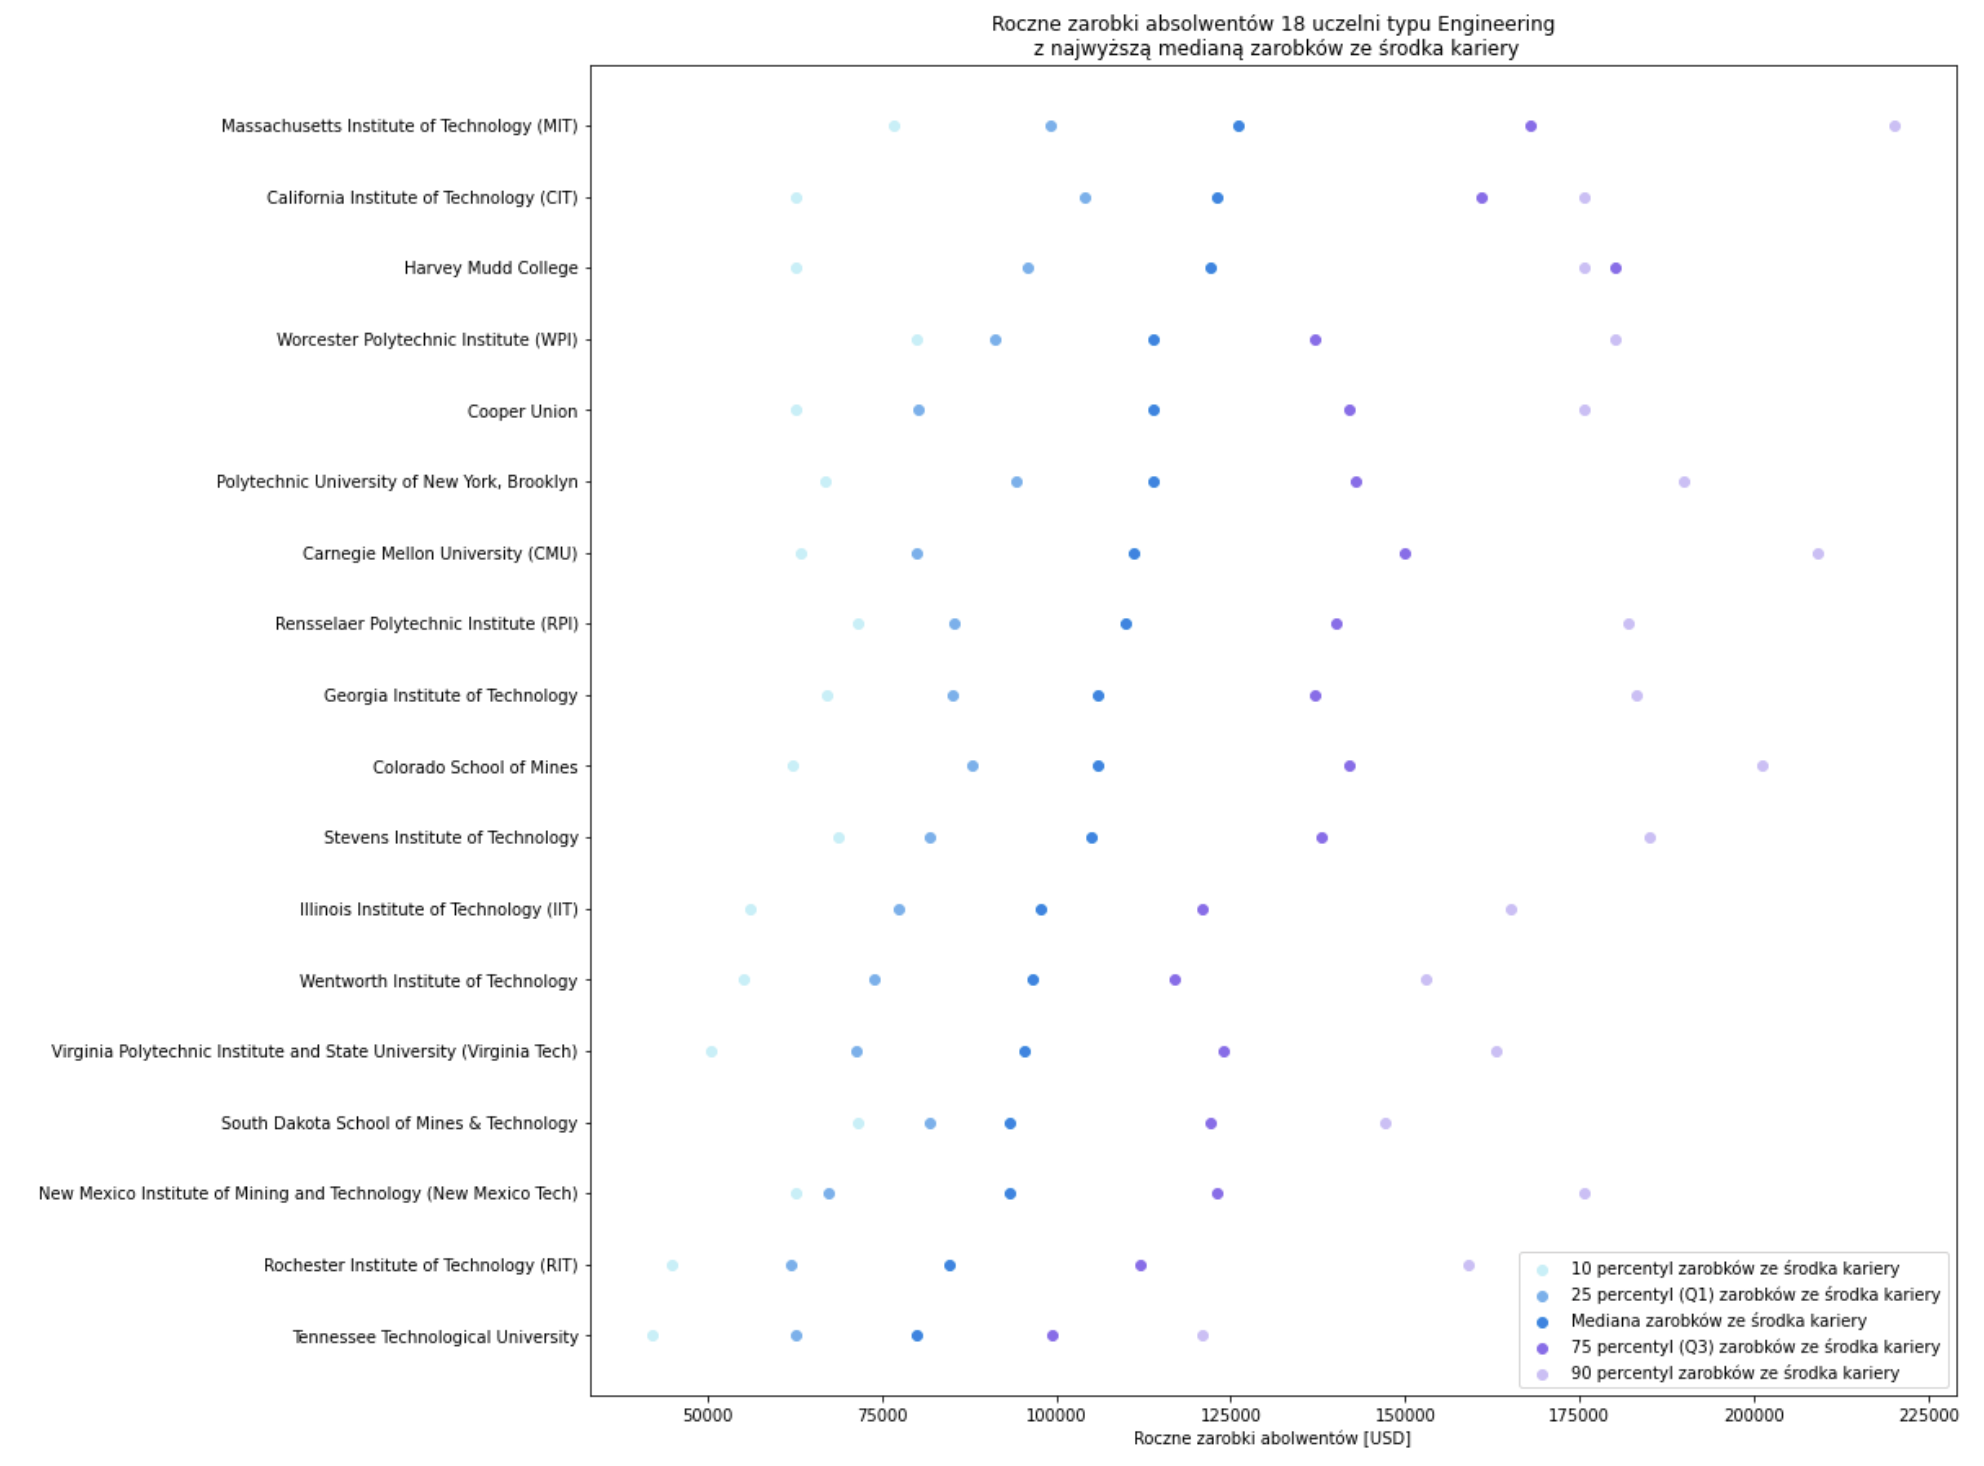 Roczne zarobki absolwentów 18 uczelni typu Engineering
z najwyższą medianą zarobków ze środka kariery
Massachusetts Institute of Technology (MIT)
California Institute of Technology (CIT)
Harvey Mudd College
Worcester Polytechnic Institute (WPI)
Cooper Union
Polytechnic University of New York, Brooklyn
Carnegie Mellon University (CMU)
Rensselaer Polytechnic Institute (RPI)
Georgia Institute of Technology
Colorado School of Mines
Stevens Institute of Technology
Illinois Institute of Technology (IIT)
Wentworth Institute of Technology
Virginia Polytechnic Institute and State University (Virginia Tech)
South Dakota School of Mines & Technology
New Mexico Institute of Mining and Technology (New Mexico Tech)
Rochester Institute of Technology (RIT)
Tennessee Technological University
10 percentyl zarobków ze środka kariery
25 percentyl (Q1) zarobków ze środka kariery
Mediana zarobków ze środka kariery
75 percentyl (Q3) zarobków ze środka kariery
90 percentyl zarobków ze środka kariery
50000 75000 100000 125000 150000 175000 200000 225000
Roczne zarobki abolwentów [USD]